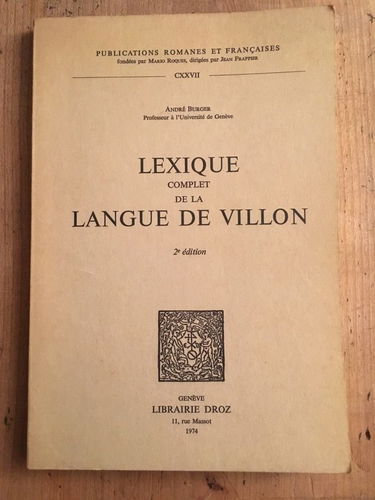 PUBLICATIONS ROMANES ET FRANÇAISES
fondées par MARIO ROQUES, dirigées par JEAN FRAPPIER
CXXVII
ANDRÉ BURGER
Professeur à l'Université de Genève
LEXIQUE
COMPLET
DE LA
LANGUE DE VILLON
2e édition
GENÈVE
LIBRAIRIE DROZ
11, rue Massot
1974